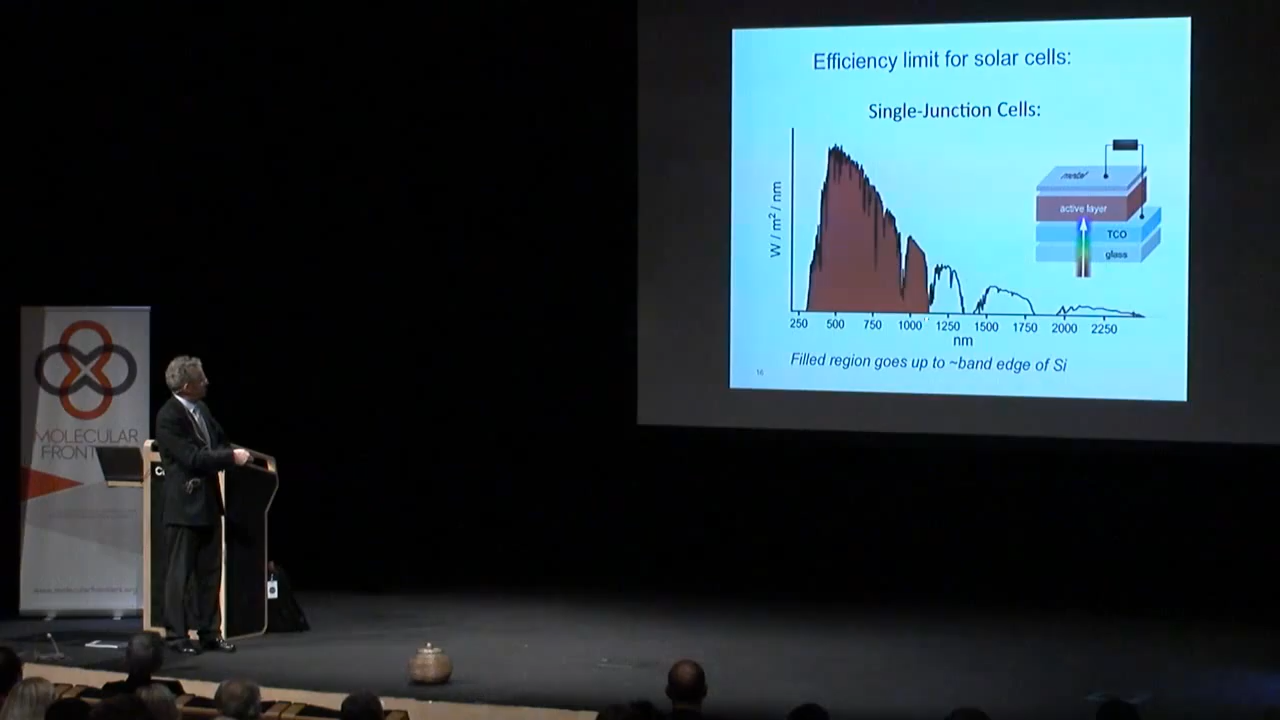 Efficiency limit for solar cells:
Single-Junction Cells:
W / m² / nm
metal
active layer
TCO
glass
250 500 750 1000 1250 1500 1750 2000 2250
nm
Filled region goes up to ~band edge of Si
16
MOLECULAR